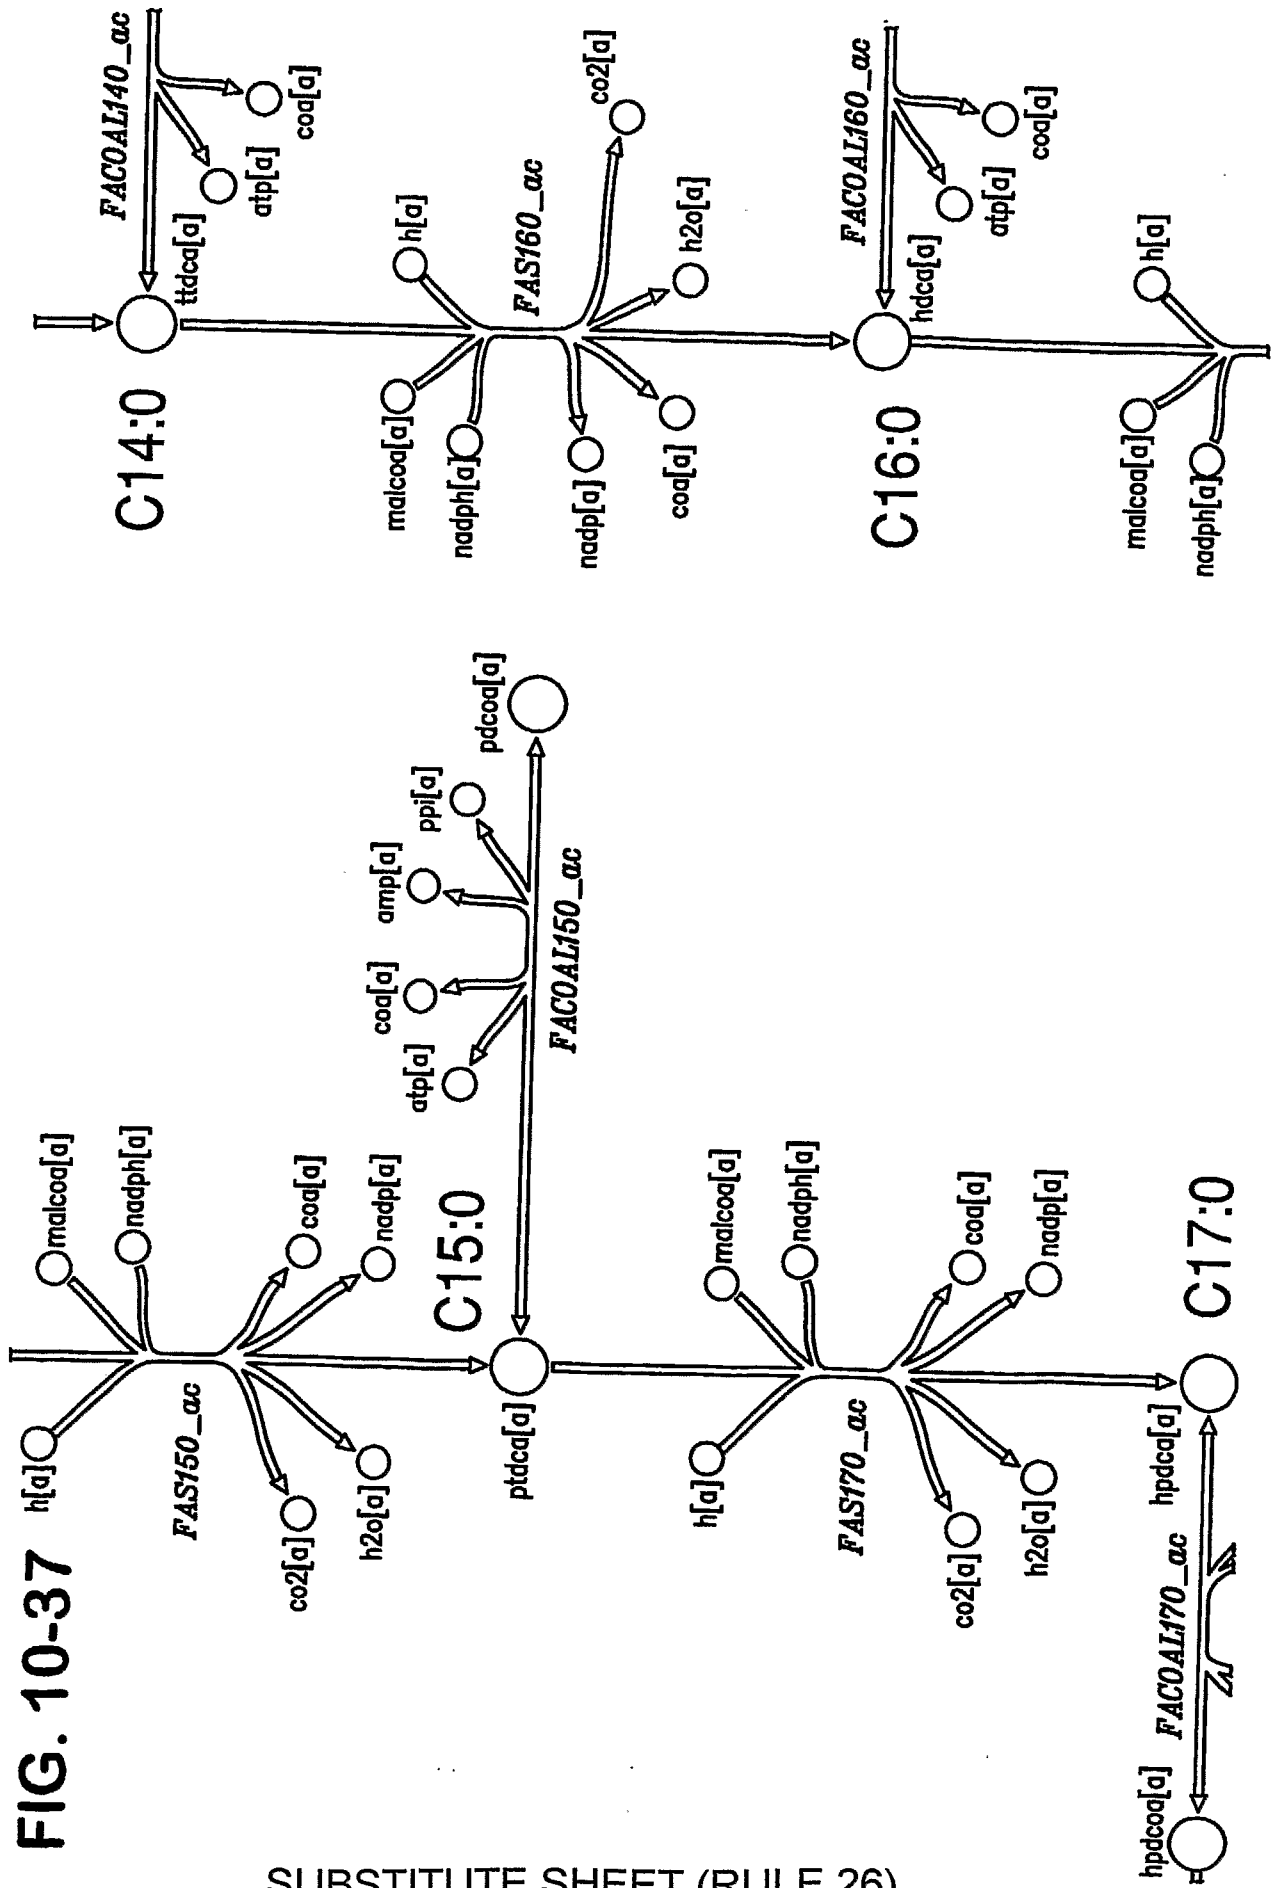 FIG. 10-37
h[a]
malcoa[a]
nadph[a]
FAS150_ac
co2[a]
h2o[a]
coa[a]
nadp[a]
C15:0
ptdca[a]
atp[a]
coa[a]
amp[a]
ppi[a]
pdcoa[a]
FACOAL150_ac
h[a]
malcoa[a]
nadph[a]
FAS170_ac
co2[a]
h2o[a]
coa[a]
nadp[a]
C17:0
hpdca[a]
FACOAL170_ac
hpdcoa[a]
FACOAL140_ac
coa[a]
atp[a]
ttdca[a]
C14:0
malcoa[a]
nadph[a]
h[a]
FAS160_ac
co2[a]
h2o[a]
nadp[a]
coa[a]
FACOAL160_ac
coa[a]
atp[a]
hdca[a]
C16:0
malcoa[a]
nadph[a]
h[a]
SUBSTITUTE SHEET (RULE 26)